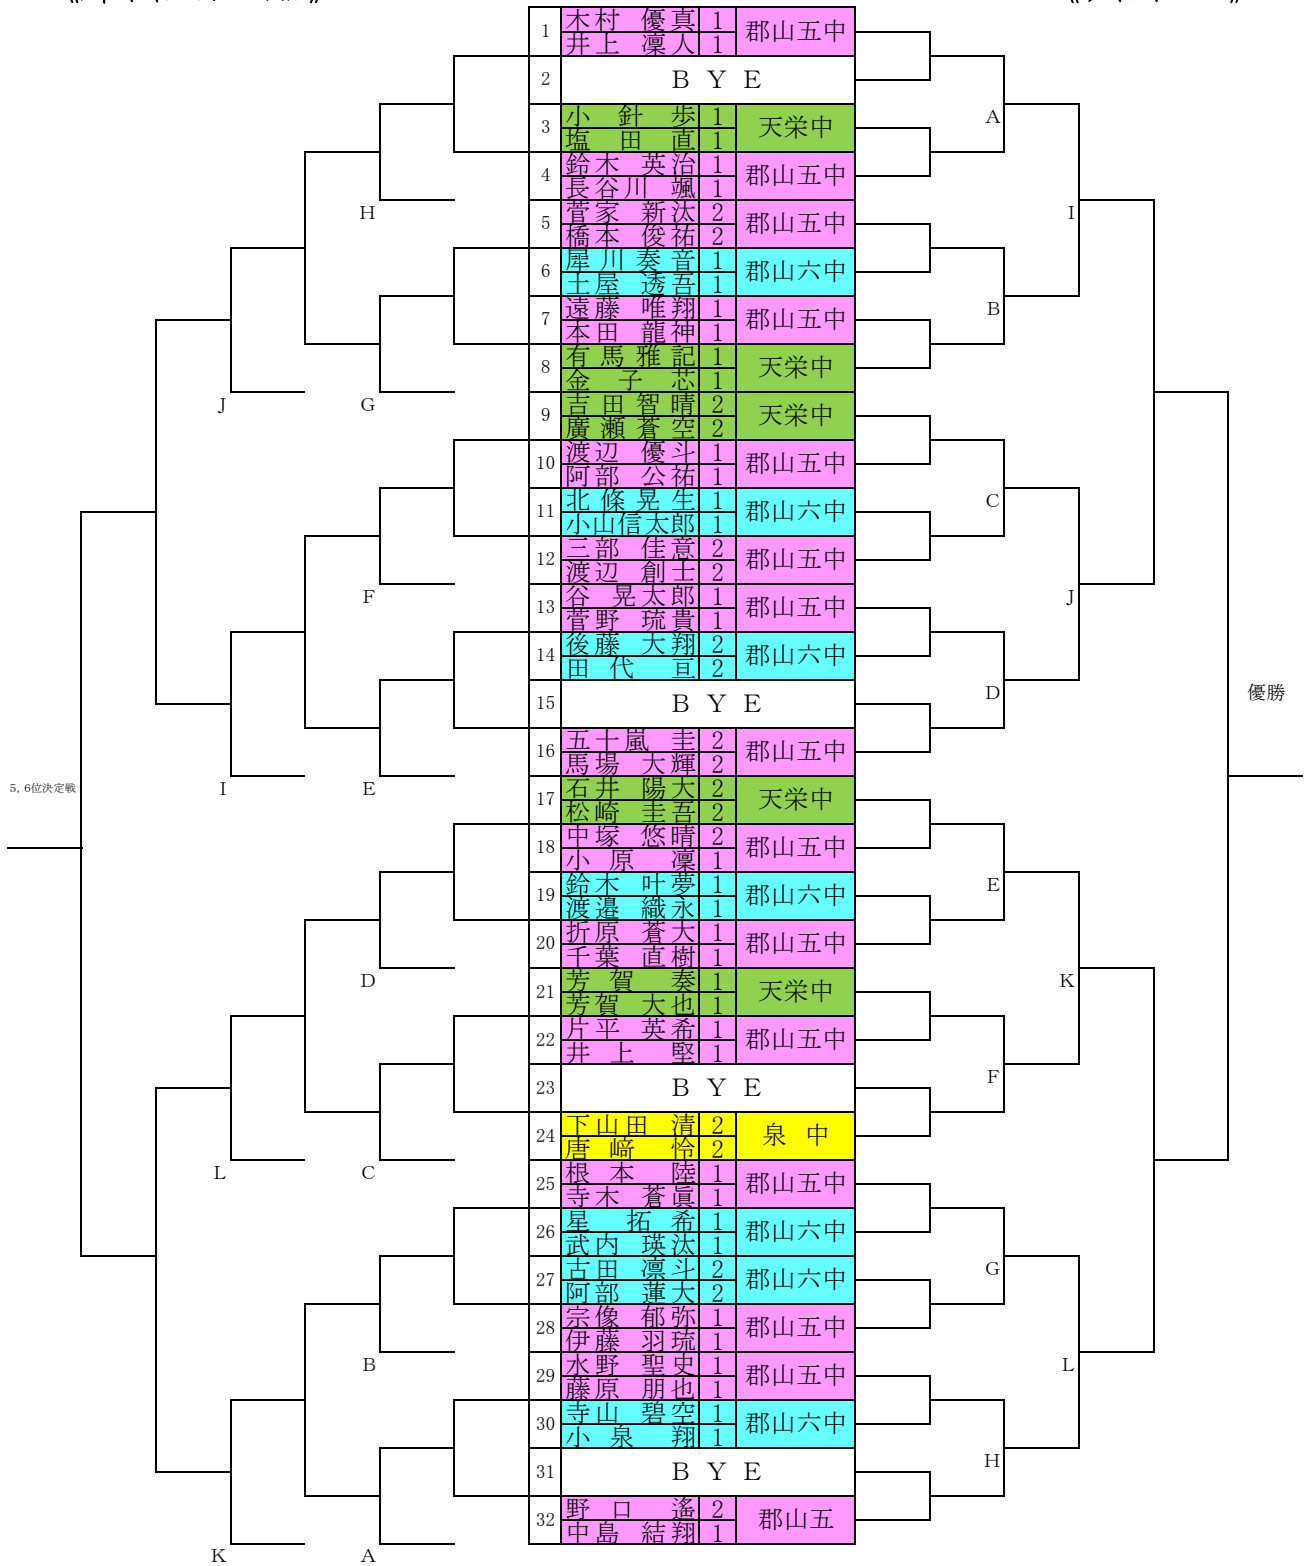 1 木村 優真 1 郡山五中
井上 凜人 1
2 BYE
3 小針 歩 1 天栄中
塩田 直 1
4 鈴木 英治 1 郡山五中
長谷川 颯 1
5 菅家 新汰 2 郡山五中
橋本 俊祐 2
6 犀川奏音 1 郡山六中
土屋 透吾 1
7 遠藤 唯翔 1 郡山五中
本田 龍神 1
8 有馬雅記 1 天栄中
金子 芯 1
9 吉田智晴 2 天栄中
廣瀬蒼空 2
10 渡辺 優斗 1 郡山五中
阿部 公祐 1
11 北條晃生 1 郡山六中
小山信太郎 1
12 三部 佳意 2 郡山五中
渡辺 創士 2
13 谷 晃太郎 1 郡山五中
菅野 琉貴 1
14 後藤 大翔 2 郡山六中
田代 亘 2
15 BYE
16 五十嵐 圭 2 郡山五中
馬場 大輝 2
17 石井 陽大 2 天栄中
松崎 圭吾 2
18 中塚 悠晴 2 郡山五中
小原 凜 1
19 鈴木 叶夢 1 郡山六中
渡邉 織永 1
20 折原 蒼大 1 郡山五中
千葉 直樹 1
21 芳賀 奏 1 天栄中
芳賀 大也 1
22 片平 英希 1 郡山五中
井上 堅 1
23 BYE
24 下山田 清 2 泉中
唐﨑 怜 2
25 根本 陸 1 郡山五中
寺木 蒼眞 1
26 星 拓希 1 郡山六中
武内 瑛汰 1
27 古田 凛斗 2 郡山六中
阿部 蓮大 2
28 宗像 郁弥 1 郡山五中
伊藤 羽琉 1
29 水野 聖史 1 郡山五中
藤原 朋也 1
30 寺山 碧空 1 郡山六中
小泉 翔 1
31 BYE
32 野口 遙 2 郡山五
中島 結翔 1
H
J
G
F
I
E
5,6位決定戦
D
L
C
B
K
A
A
I
B
C
J
D
優勝
E
K
F
G
L
H